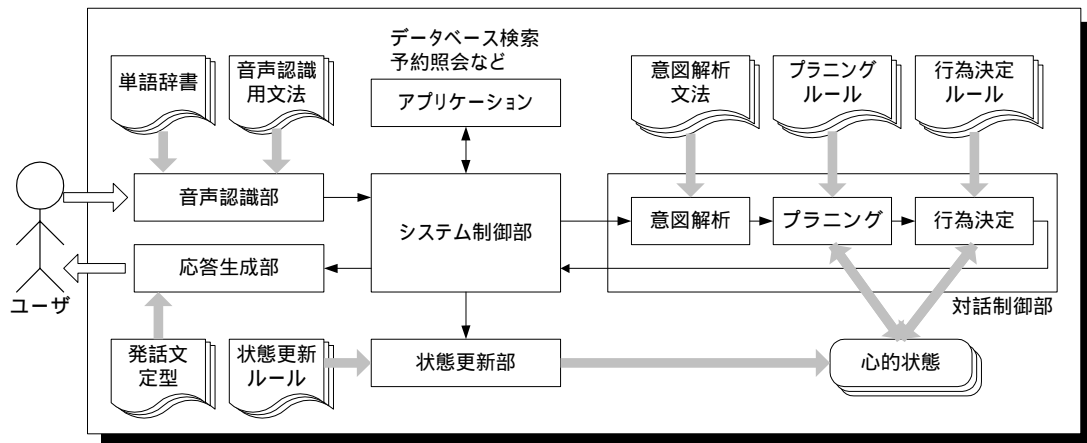 データベース検索
予約照会など
単語辞書
音声認識
用文法
アプリケーション
意図解析
文法
プラニング
ルール
行為決定
ルール
音声認識部
システム制御部
意図解析
プラニング
行為決定
応答生成部
ユーザ
対話制御部
発話文
定型
状態更新
ルール
状態更新部
心的状態